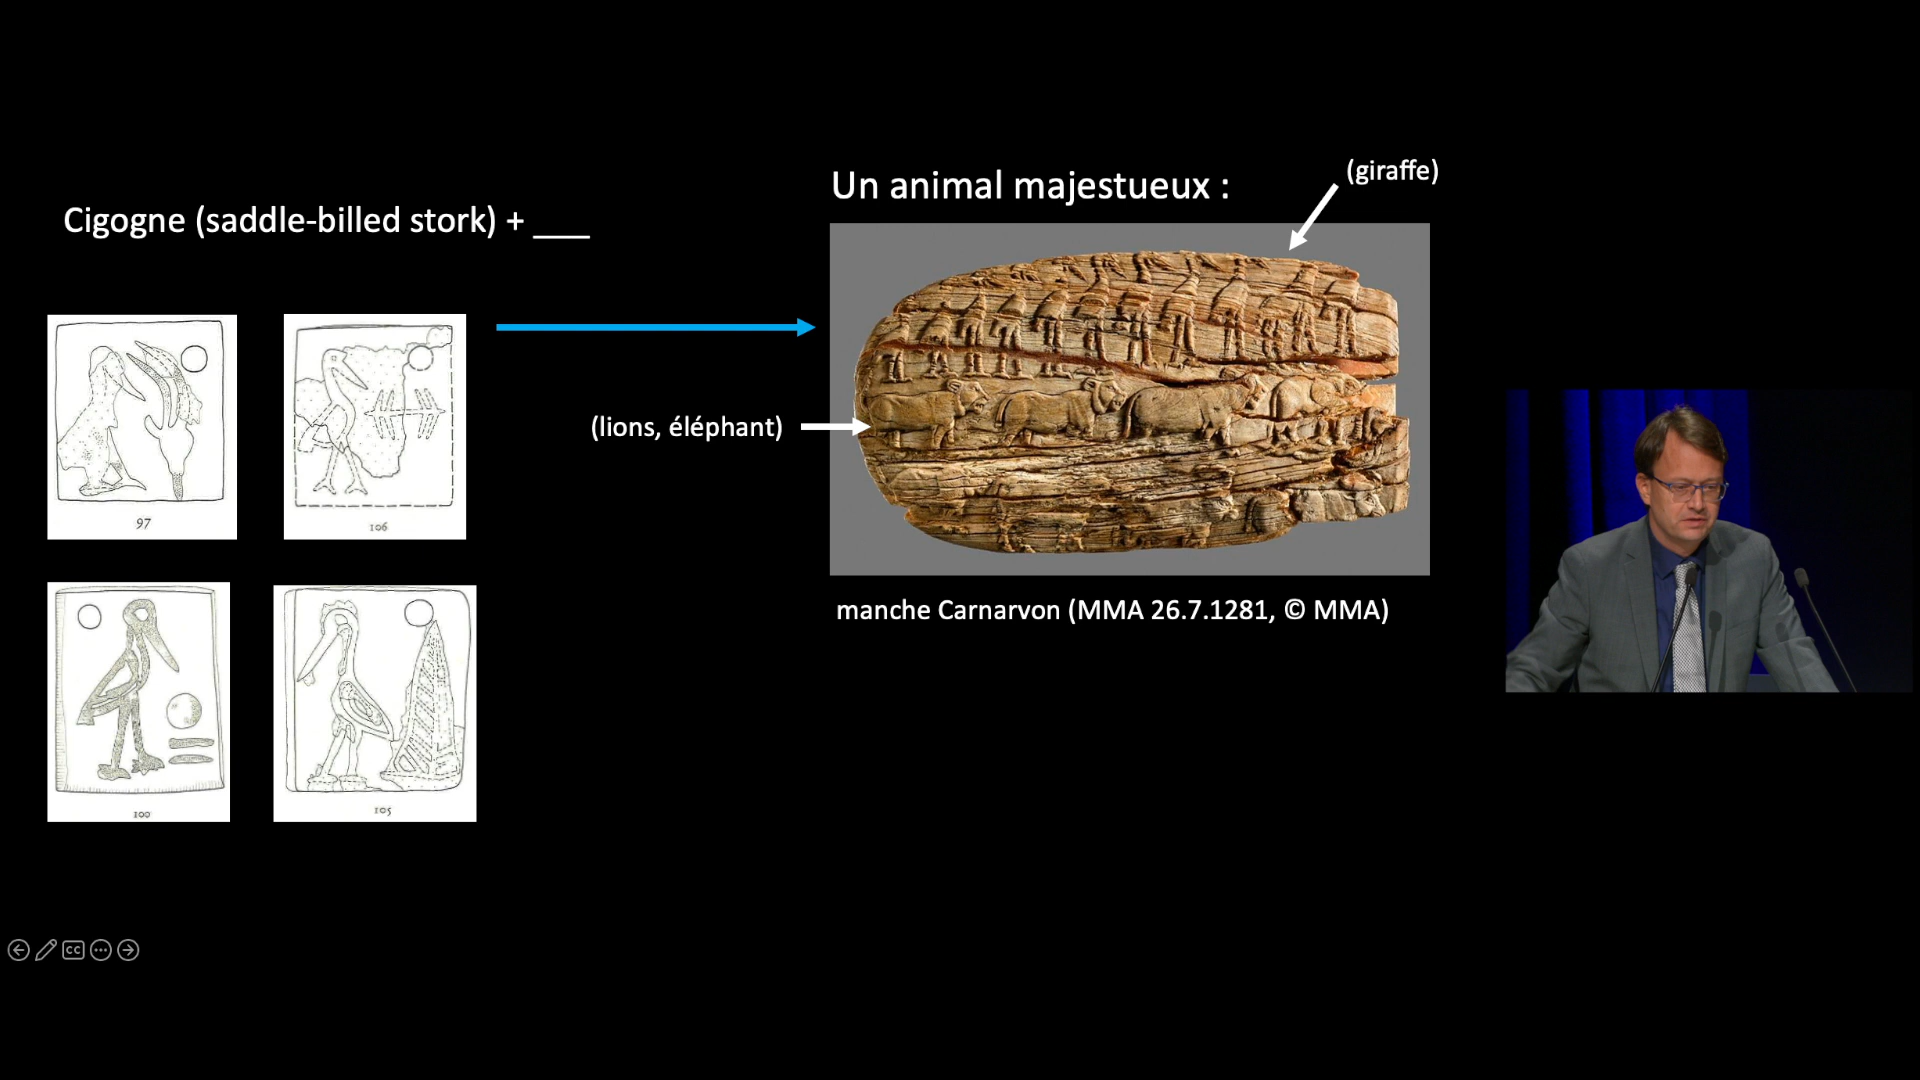 Cigogne (saddle-billed stork) + ___
97
106
100
105
Un animal majestueux :
(giraffe)
(lions, éléphant)
manche Carnarvon (MMA 26.7.1281, © MMA)
CC